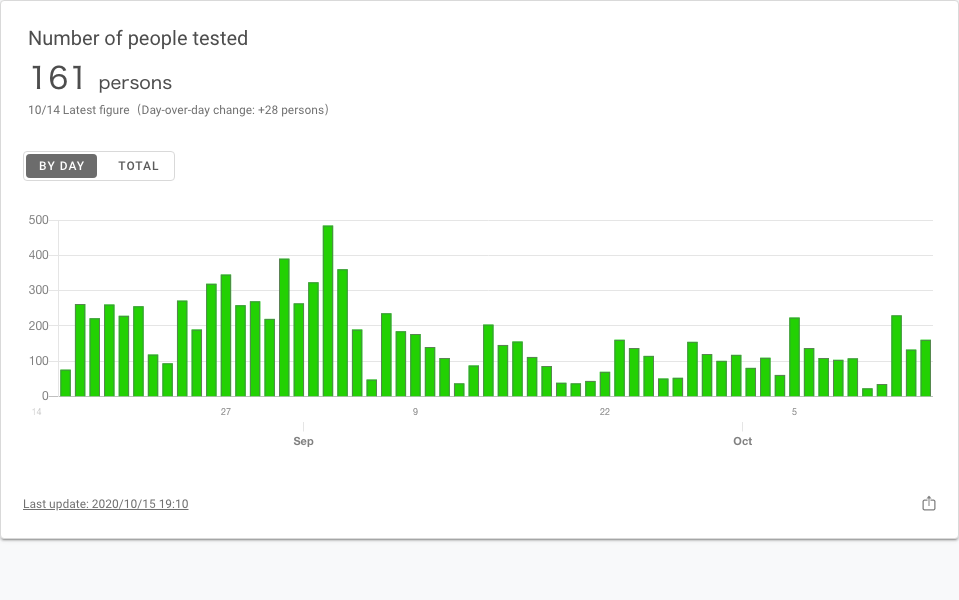 Number of people tested
161 persons
10/14 Latest figure（Day-over-day change: +28 persons）
BY DAY TOTAL
500
400
300
200
100
0
14 27 9 22 5
Sep Oct
Last update: 2020/10/15 19:10